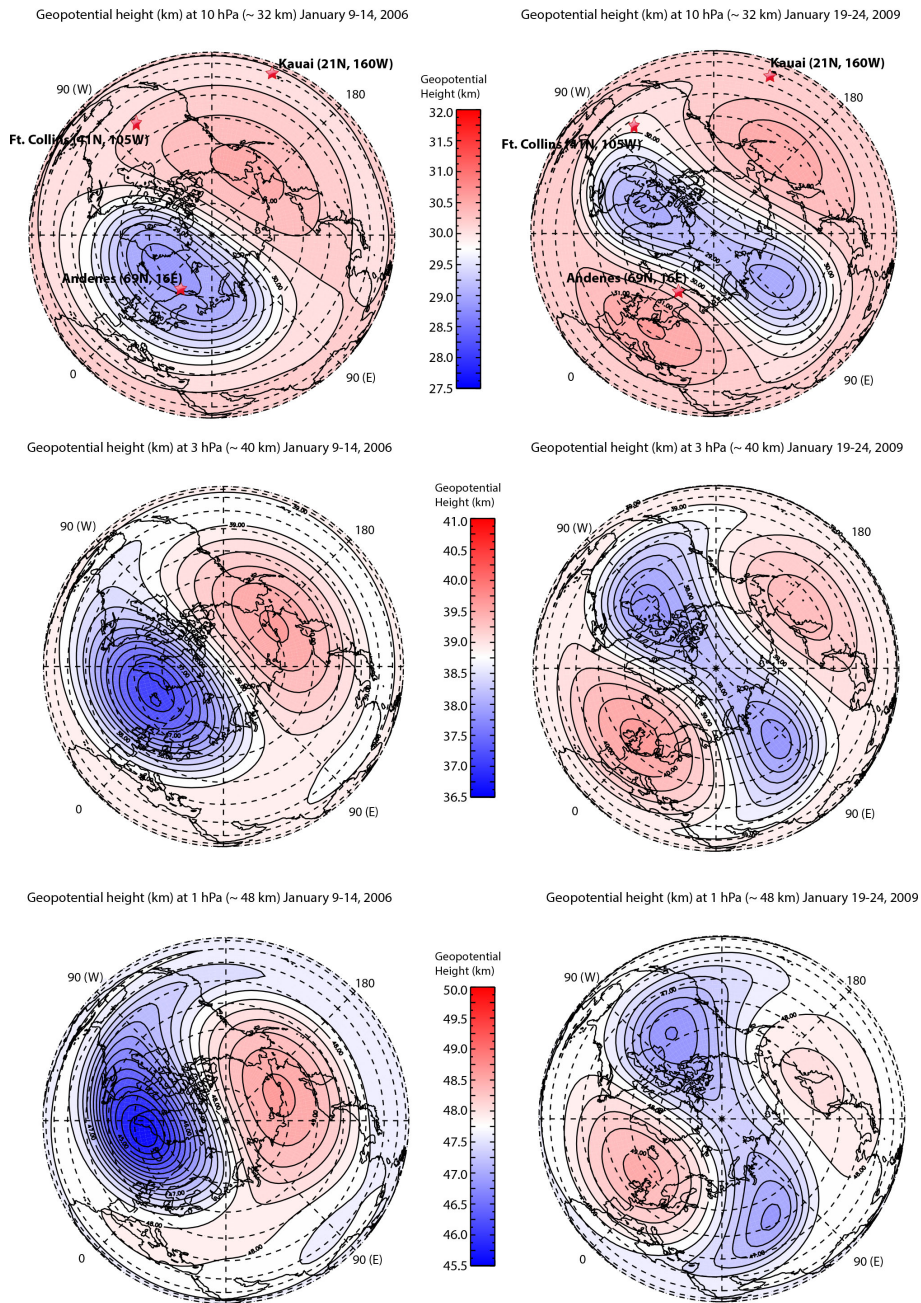 Geopotential height (km) at 10 hPa (~ 32 km) January 9-14, 2006
Geopotential height (km) at 10 hPa (~ 32 km) January 19-24, 2009
Kauai (21N, 160W)
90 (W)
180
Ft. Collins (41N, 105W)
Andenes (69N, 16E)
0
90 (E)
Geopotential
Height (km)
32.0
31.5
31.0
30.5
30.0
29.5
29.0
28.5
28.0
27.5
Kauai (21N, 160W)
90 (W)
180
Ft. Collins (41N, 105W)
Andenes (69N, 16E)
0
90 (E)
Geopotential height (km) at 3 hPa (~ 40 km) January 9-14, 2006
Geopotential height (km) at 3 hPa (~ 40 km) January 19-24, 2009
90 (W)
180
0
90 (E)
Geopotential
Height (km)
41.0
40.5
40.0
39.5
39.0
38.5
38.0
37.5
37.0
36.5
90 (W)
180
0
90 (E)
Geopotential height (km) at 1 hPa (~ 48 km) January 9-14, 2006
Geopotential height (km) at 1 hPa (~ 48 km) January 19-24, 2009
90 (W)
180
0
90 (E)
Geopotential
Height (km)
50.0
49.5
49.0
48.5
48.0
47.5
47.0
46.5
46.0
45.5
90 (W)
180
0
90 (E)